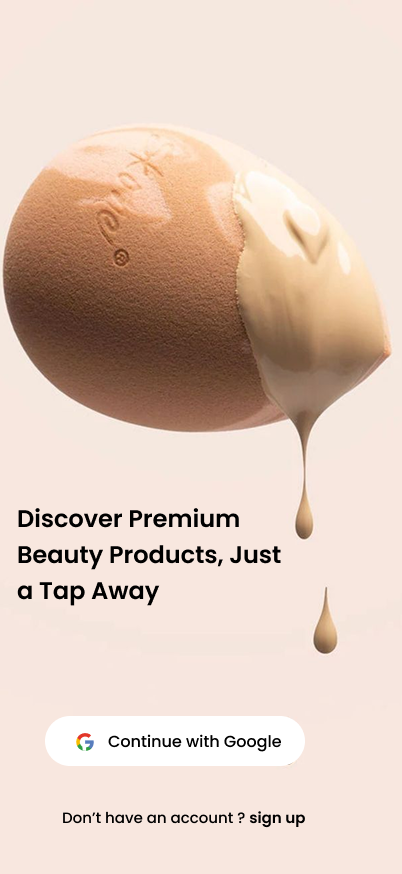 Discover Premium
Beauty Products, Just
a Tap Away
Continue with Google
Don’t have an account ? sign up